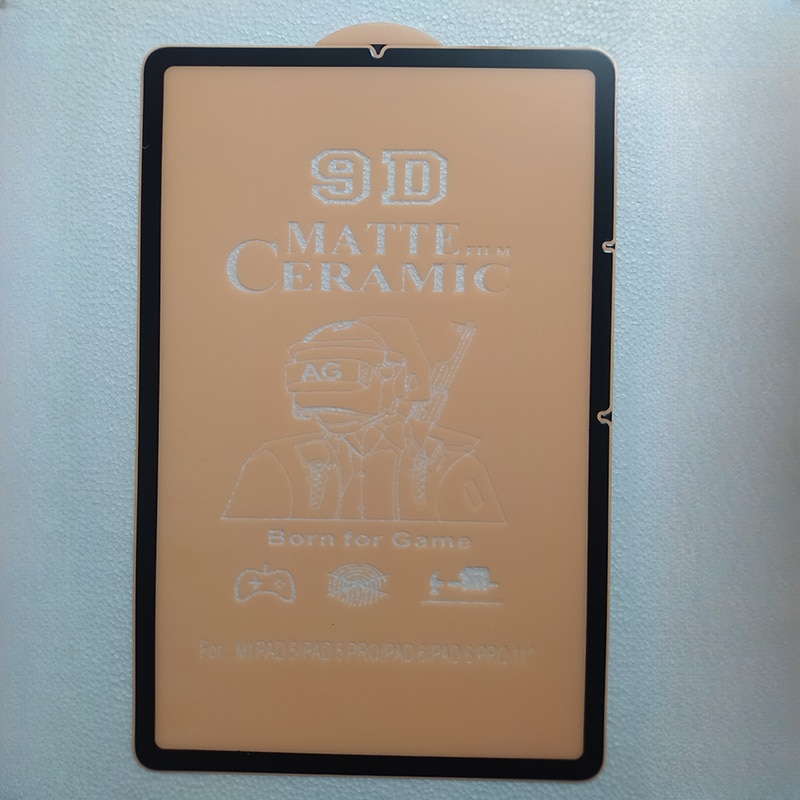 9D
MATTE FILM
CERAMIC
AG
Born for Game
For MI PAD 5/PAD 5 PRO/PAD 6/PAD 6 PRO 11"